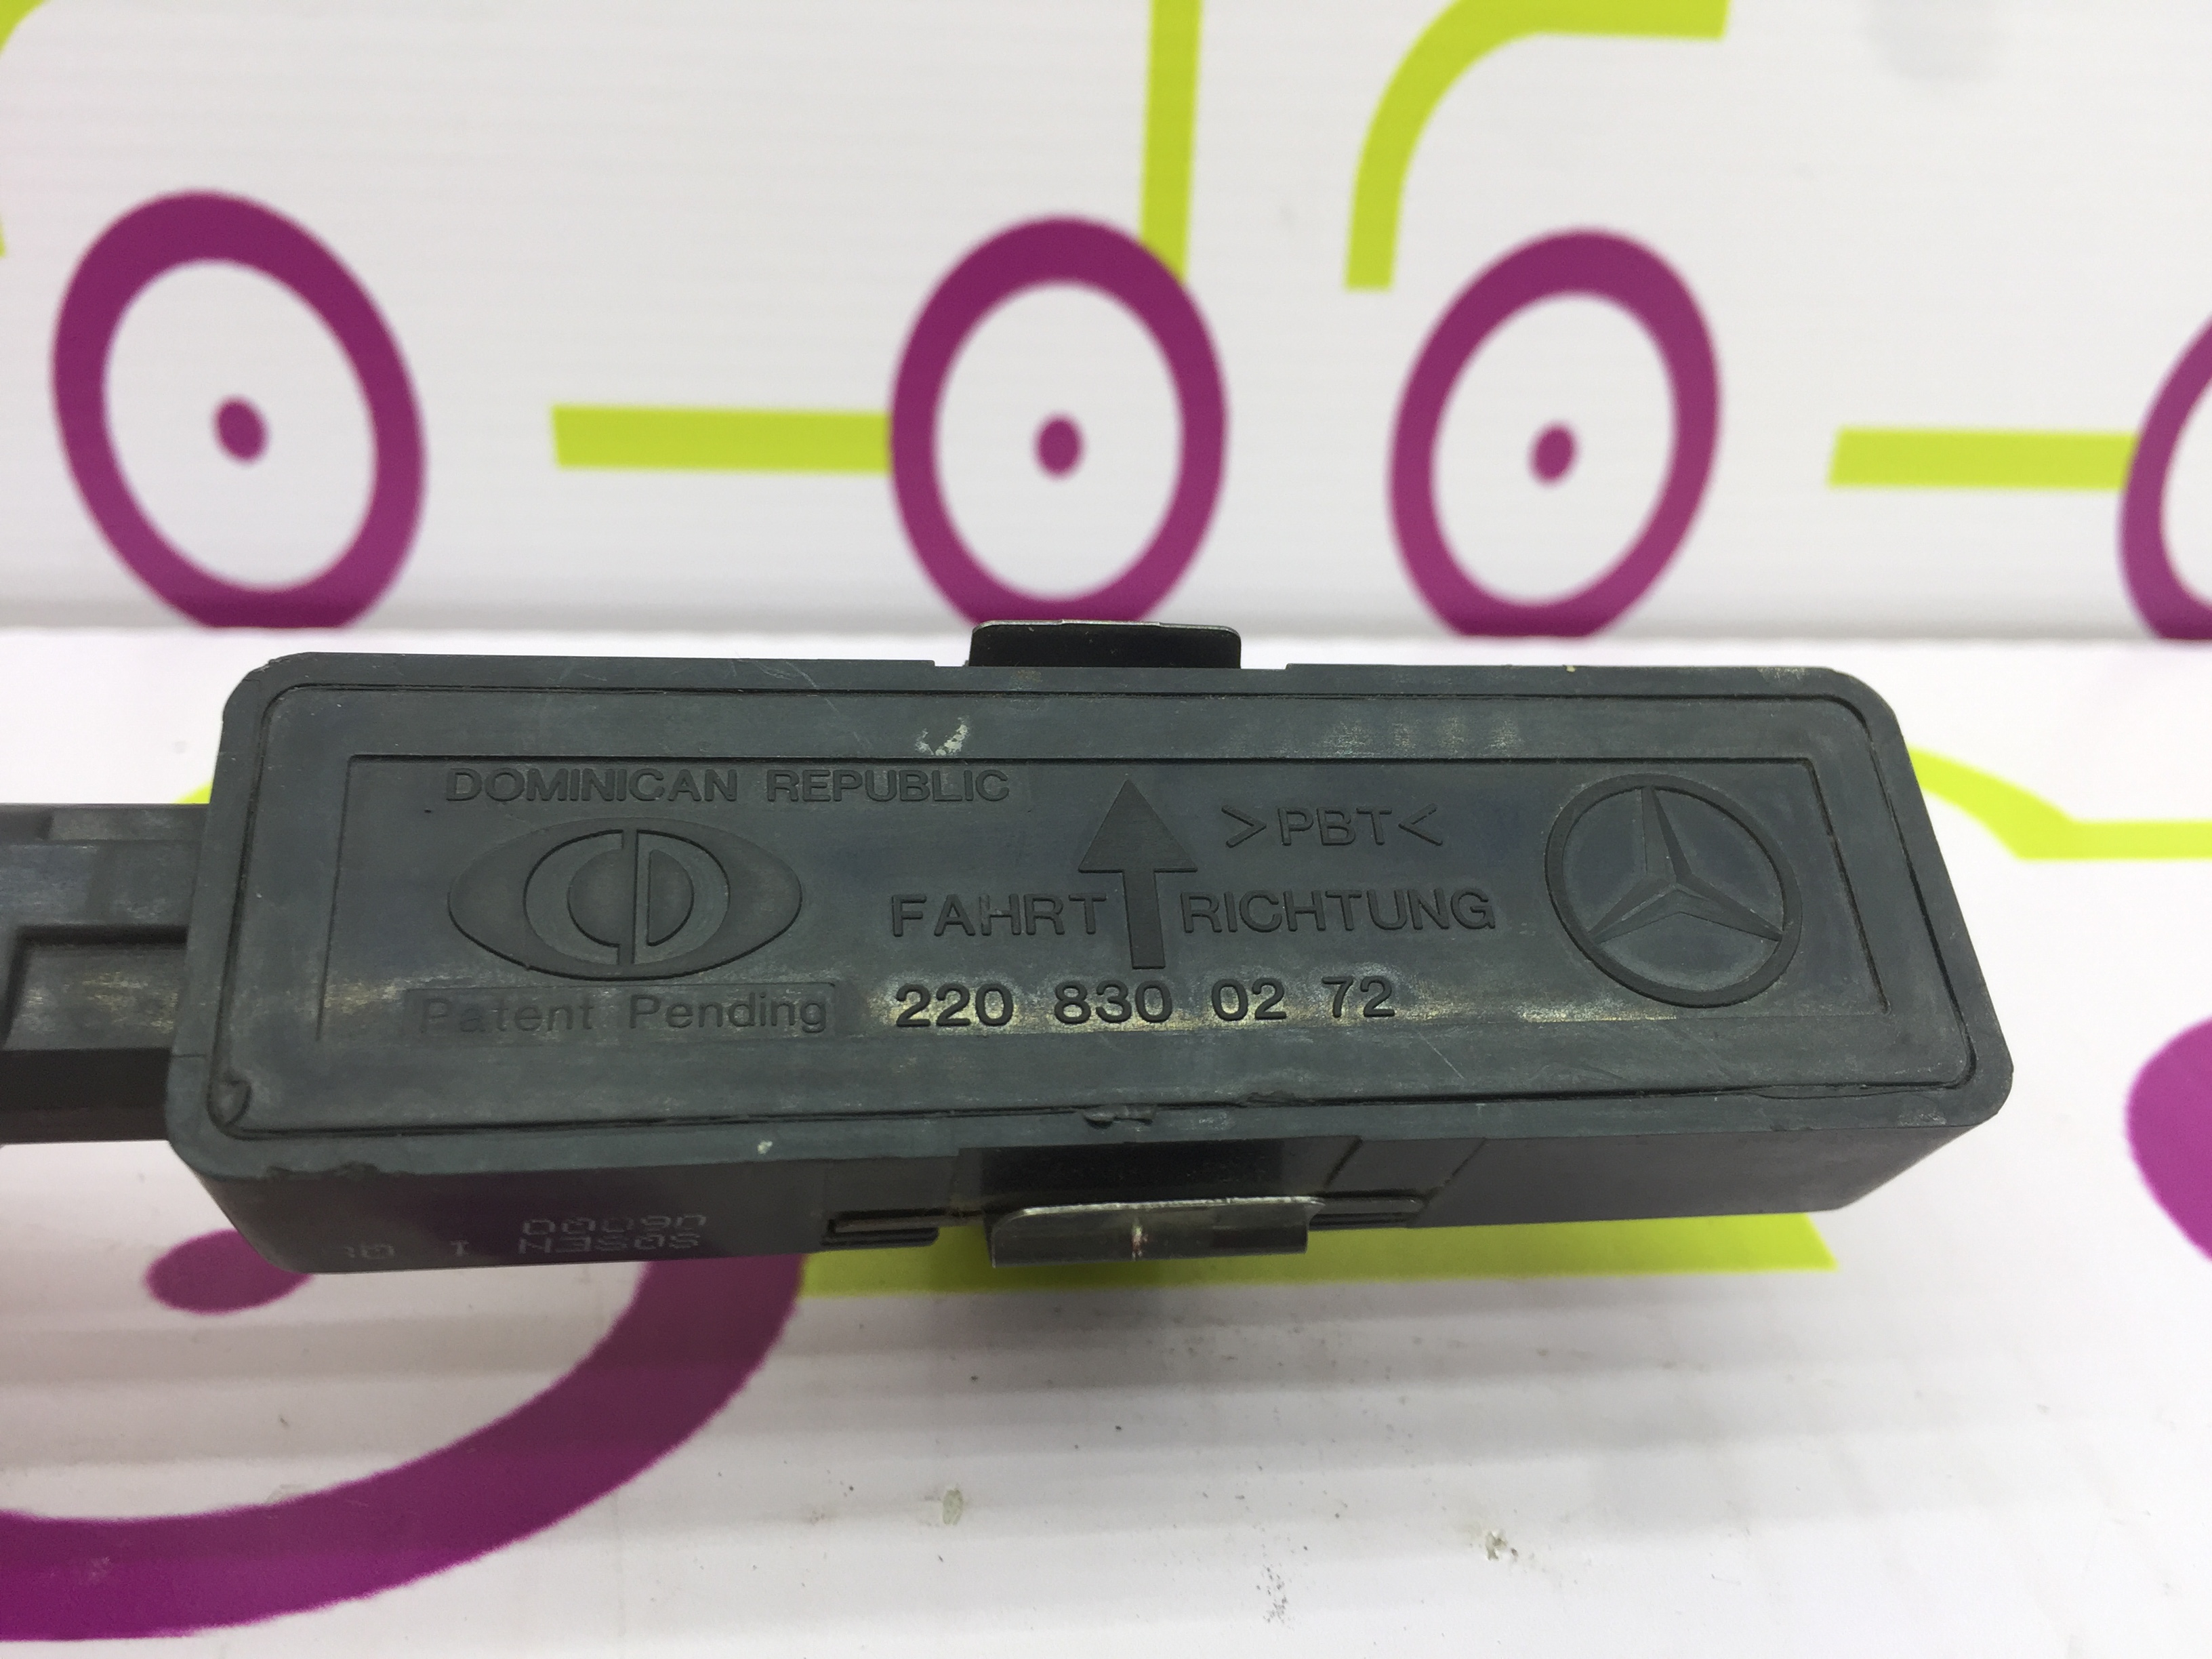 DOMINICAN REPUBLIC
>PBT<
FAHRT RICHTUNG
Patent Pending
220 830 02 72